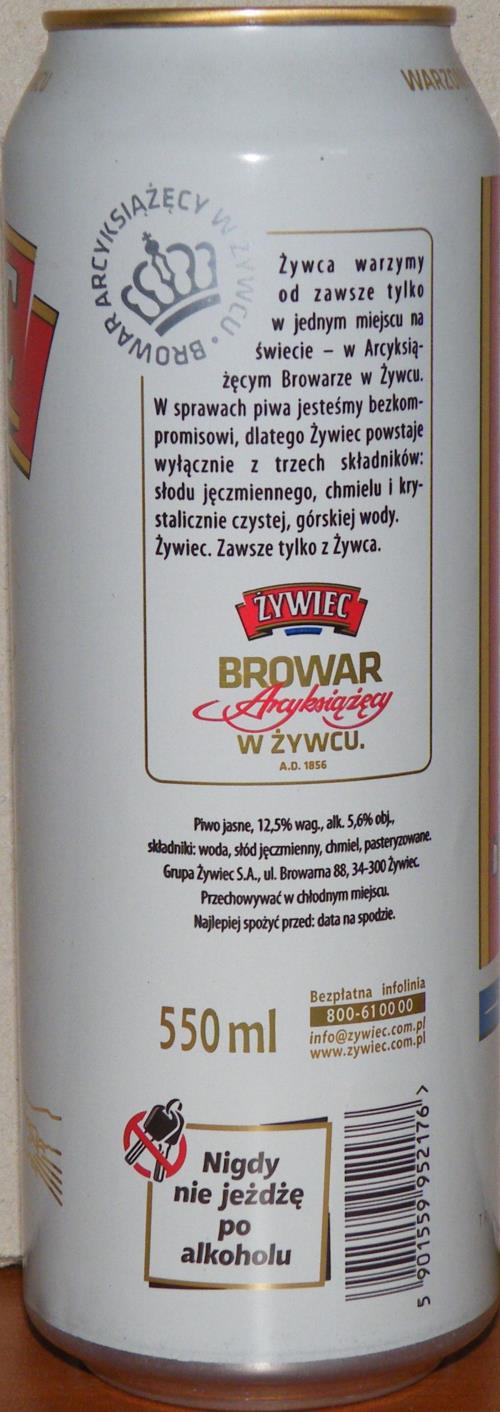 WARZON
BROWAR ARCYKSIĄŻĘCY W ŻYWCU •
Żywca warzymy
od zawsze tylko
w jednym miejscu na
świecie – w Arcyksią-
żęcym Browarze w Żywcu.
W sprawach piwa jesteśmy bezkom-
promisowi, dlatego Żywiec powstaje
wyłącznie z trzech składników:
słodu jęczmiennego, chmielu i kry-
stalicznie czystej, górskiej wody.
Żywiec. Zawsze tylko z Żywca.
ŻYWIEC
BROWAR
Arcyksiążęcy
W ŻYWCU.
A.D. 1856
Piwo jasne, 12,5% wag., alk. 5,6% obj.,
składniki: woda, słód jęczmienny, chmiel, pasteryzowane.
Grupa Żywiec S.A., ul. Browarna 88, 34-300 Żywiec.
Przechowywać w chłodnym miejscu.
Najlepiej spożyć przed: data na spodzie.
550 ml
Bezpłatna infolinia
800-61 00 00
info@zywiec.com.pl
www.zywiec.com.pl
Nigdy
nie jeżdżę
po
alkoholu
5 901559 952176 >